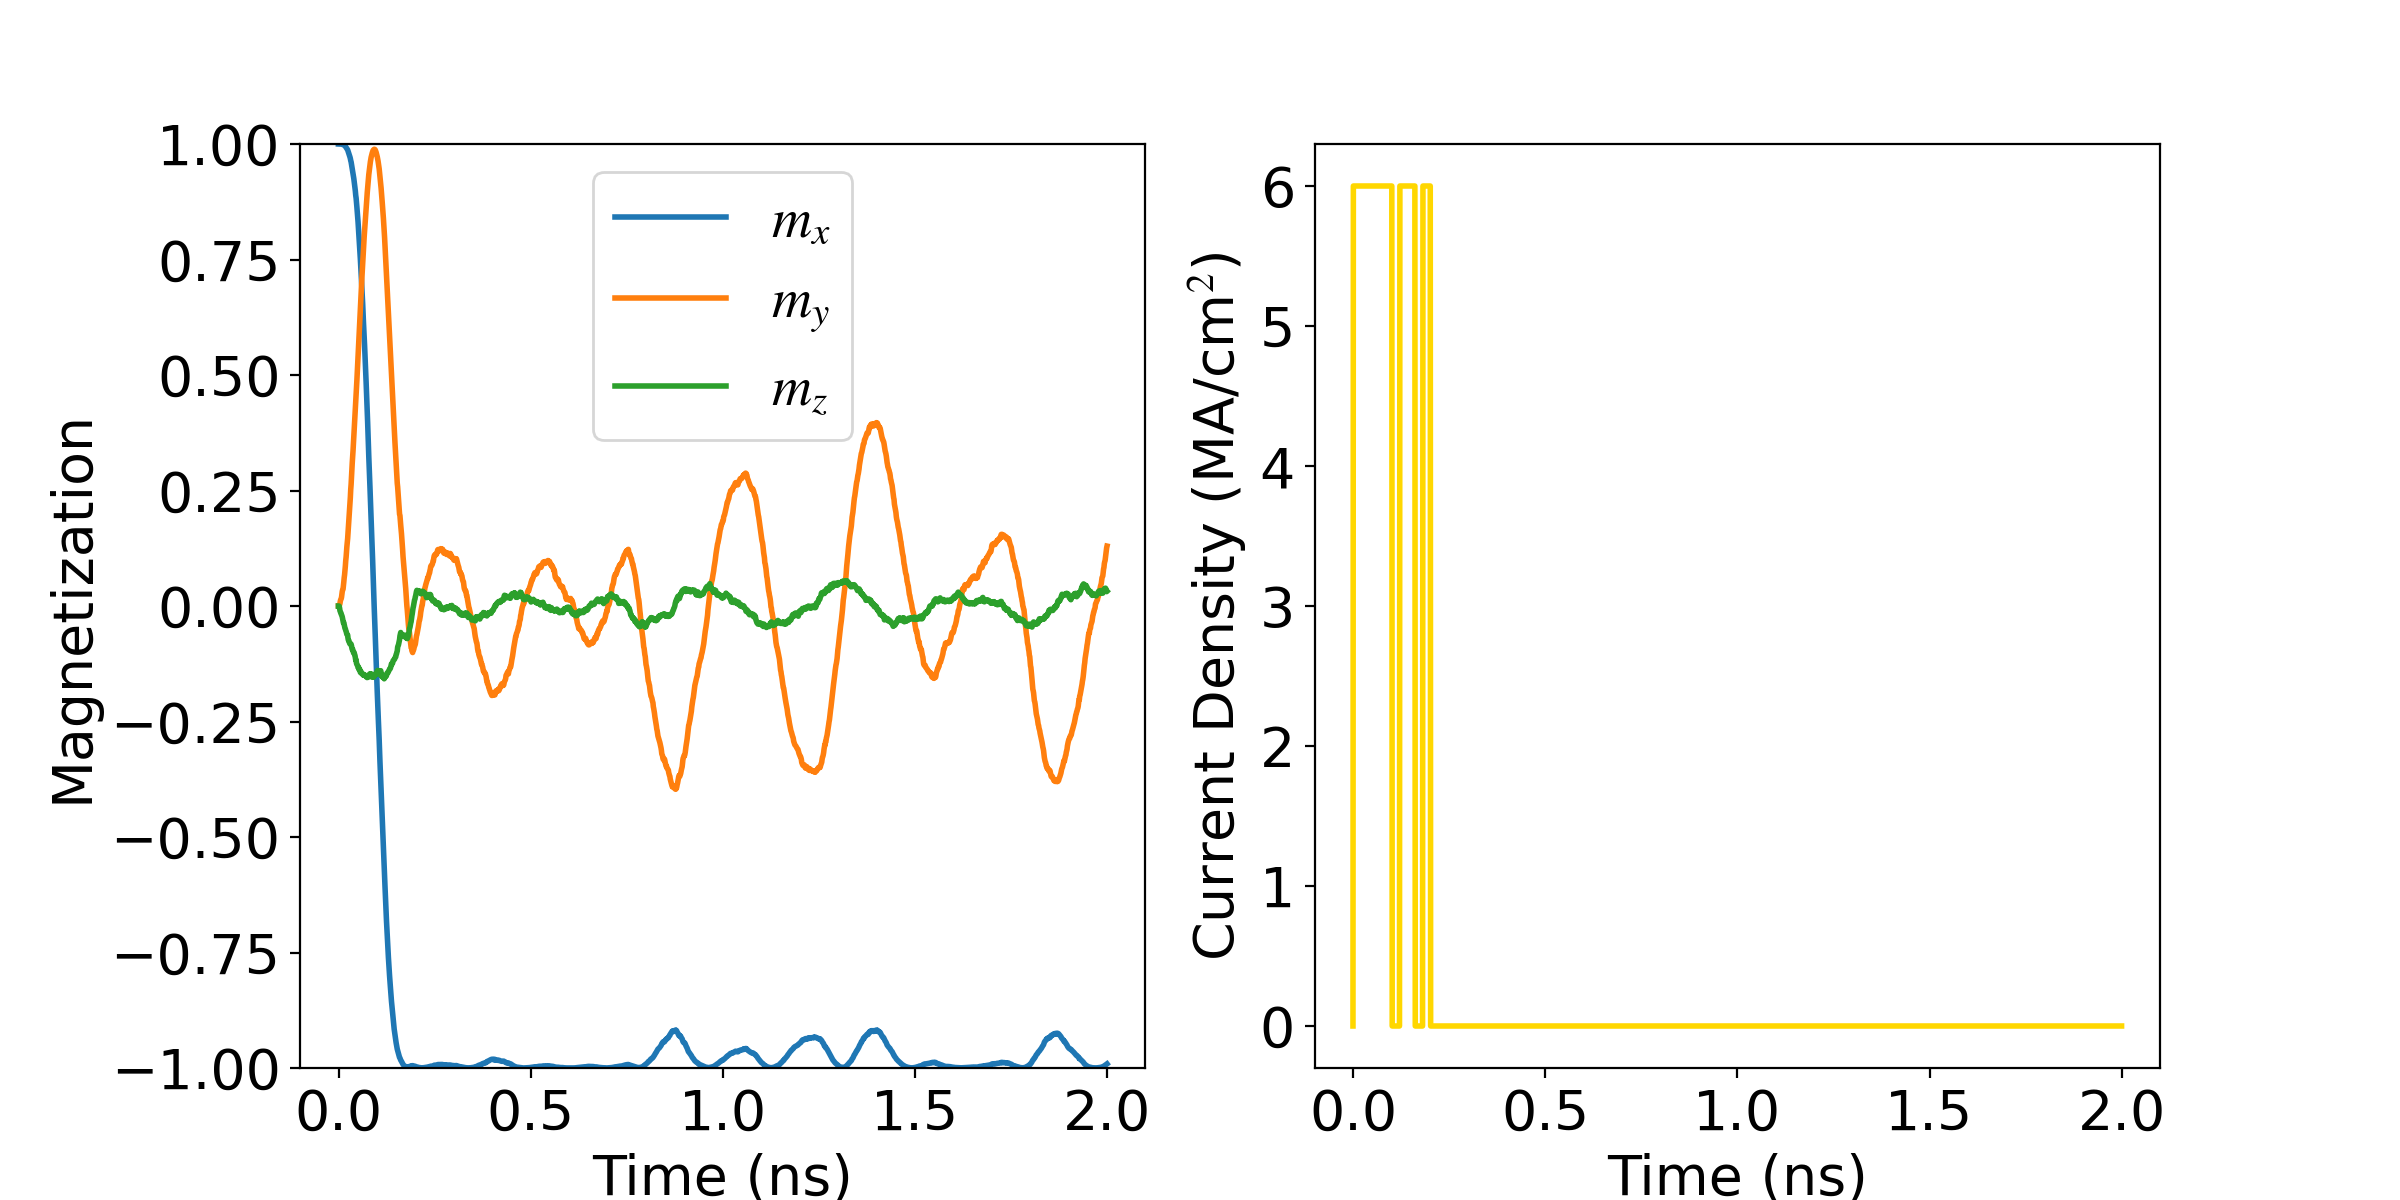 1.00
0.75
0.50
0.25
0.00
−0.25
−0.50
−0.75
−1.00
Magnetization
m_x
m_y
m_z
0.0 0.5 1.0 1.5 2.0
Time (ns)
6
5
4
3
2
1
0
Current Density (MA/cm²)
0.0 0.5 1.0 1.5 2.0
Time (ns)